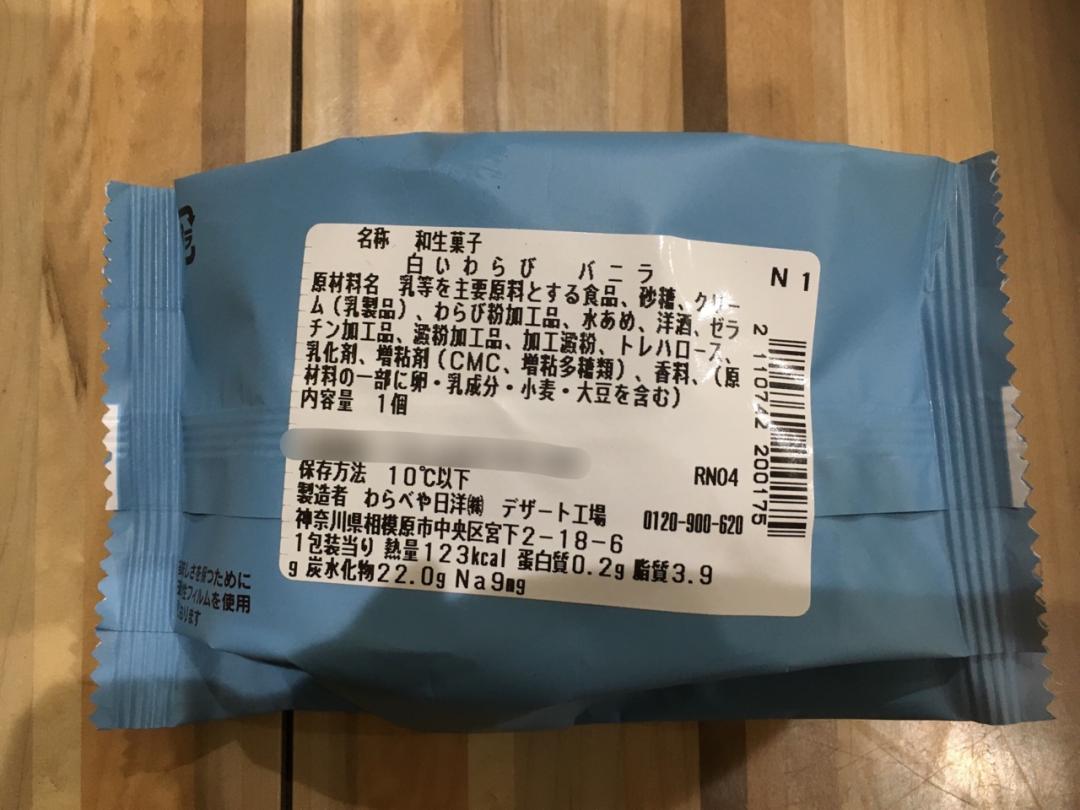 名称 和生菓子
白いわらび バニラ
N1
原材料名 乳等を主要原料とする食品、砂糖、クリー
ム(乳製品)、わらび粉加工品、水あめ、洋酒、ゼラ
チン加工品、澱粉加工品、加工澱粉、トレハロース、
乳化剤、増粘剤(CMC、増粘多糖類)、香料、(原
材料の一部に卵・乳成分・小麦・大豆を含む)
内容量 1個
2 110742 200175
保存方法 10℃以下
RN04
製造者 わらべや日洋㈱ デザート工場 0120-900-620
神奈川県相模原市中央区宮下2-18-6
1包装当り 熱量123kcal 蛋白質0.2g 脂質3.9
g 炭水化物22.0g Na9mg
しさを保つために
フィルムを使用
おります